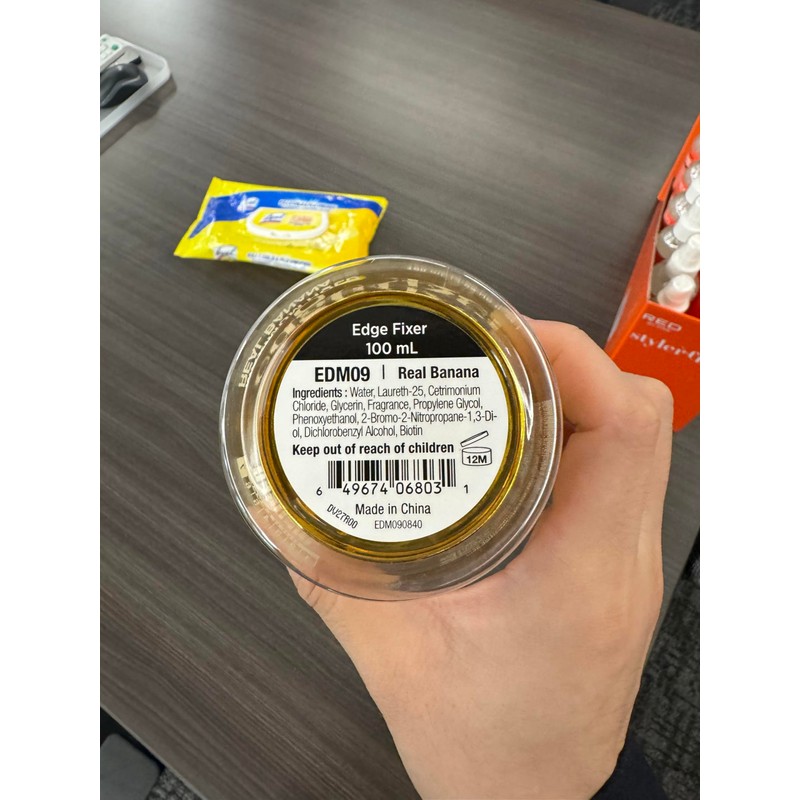 Edge Fixer
100 mL
EDM09 | Real Banana
Ingredients : Water, Laureth-25, Cetrimonium
Chloride, Glycerin, Fragrance, Propylene Glycol,
Phenoxyethanol, 2-Bromo-2-Nitropropane-1,3-Di-
ol, Dichlorobenzyl Alcohol, Biotin
Keep out of reach of children
12M
6 49674 06803 1
Made in China
DV27R00
EDM090840
RED